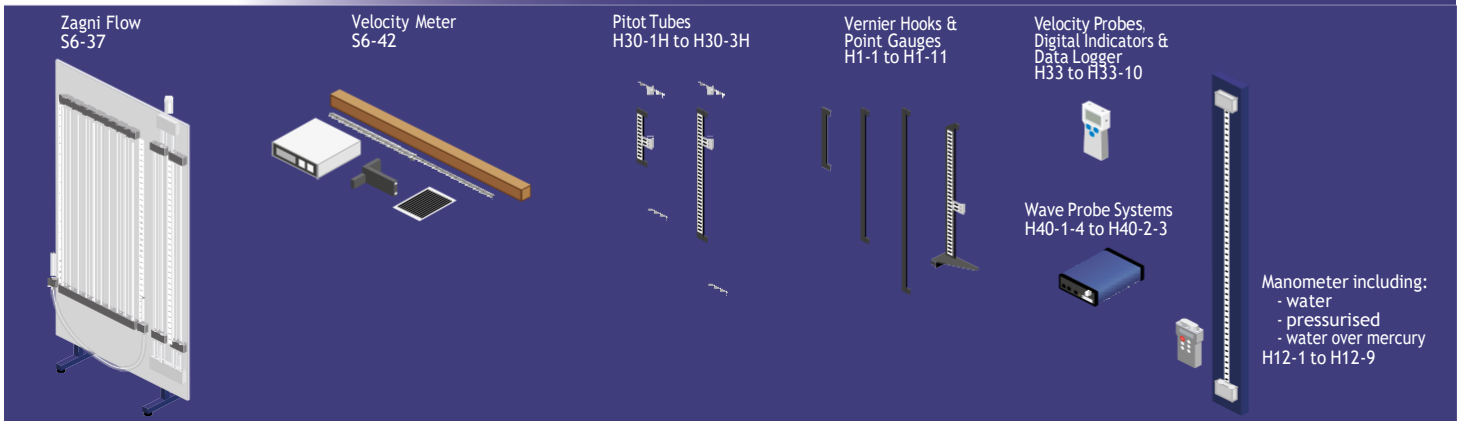 Zagni Flow
S6-37
Velocity Meter
S6-42
Pitot Tubes
H30-1H to H30-3H
Vernier Hooks &
Point Gauges
H1-1 to H1-11
Velocity Probes,
Digital Indicators &
Data Logger
H33 to H33-10
Wave Probe Systems
H40-1-4 to H40-2-3
Manometer including:
- water
- pressurised
- water over mercury
H12-1 to H12-9